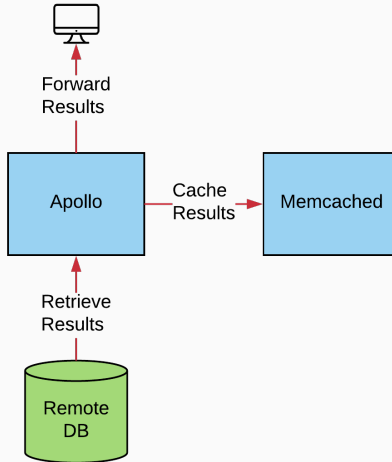 Forward
Results
Apollo
Cache
Results
Memcached
Retrieve
Results
Remote
DB